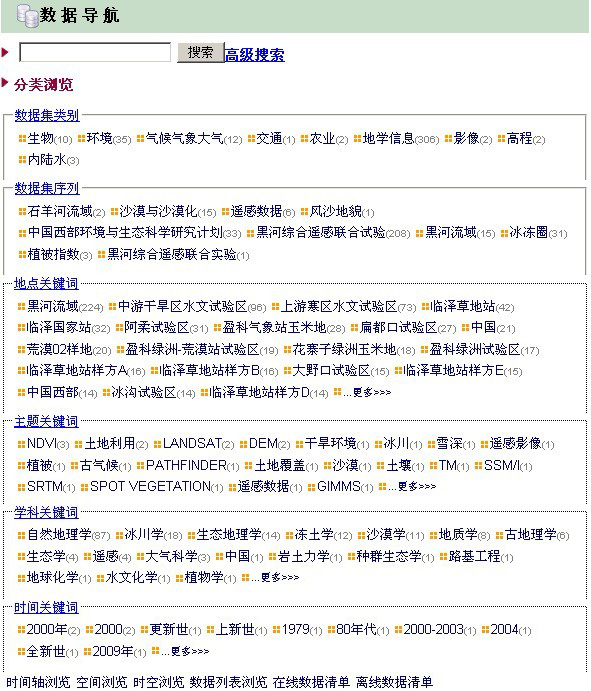 数据导航
搜索 高级搜索
分类浏览
数据集类别
生物(10) 环境(35) 气候气象大气(12) 交通(1) 农业(2) 地学信息(306) 影像(2) 高程(2)
内陆水(3)
数据集序列
石羊河流域(2) 沙漠与沙漠化(15) 遥感数据(6) 风沙地貌(1)
中国西部环境与生态科学研究计划(33) 黑河综合遥感联合试验(208) 黑河流域(15) 冰冻圈(31)
植被指数(3) 黑河综合遥感联合实验(1)
地点关键词
黑河流域(224) 中游干旱区水文试验区(96) 上游寒区水文试验区(73) 临泽草地站(42)
临泽国家站(32) 阿柔试验区(31) 盈科气象站玉米地(28) 扁都口试验区(27) 中国(21)
荒漠02样地(20) 盈科绿洲-荒漠站试验区(19) 花寨子绿洲玉米地(18) 盈科绿洲试验区(17)
临泽草地站样方A(16) 临泽草地站样方B(16) 大野口试验区(15) 临泽草地站样方E(15)
中国西部(14) 冰沟试验区(14) 临泽草地站样方D(14) ...更多>>>
主题关键词
NDVI(3) 土地利用(2) LANDSAT(2) DEM(2) 干旱环境(1) 冰川(1) 雪深(1) 遥感影像(1)
植被(1) 古气候(1) PATHFINDER(1) 土地覆盖(1) 沙漠(1) 土壤(1) TM(1) SSM/I(1)
SRTM(1) SPOT VEGETATION(1) 遥感数据(1) GIMMS(1) ...更多>>>
学科关键词
自然地理学(87) 冰川学(18) 生态地理学(14) 冻土学(12) 沙漠学(11) 地质学(8) 古地理学(6)
生态学(4) 遥感(4) 大气科学(3) 中国(1) 岩土力学(1) 种群生态学(1) 路基工程(1)
地球化学(1) 水文化学(1) 植物学(1) ...更多>>>
时间关键词
2000年(2) 2000(2) 更新世(1) 上新世(1) 1979(1) 80年代(1) 2000-2003(1) 2004(1)
全新世(1) 2009年(1) ...更多>>>
时间轴浏览 空间浏览 时空浏览 数据列表浏览 在线数据清单 离线数据清单